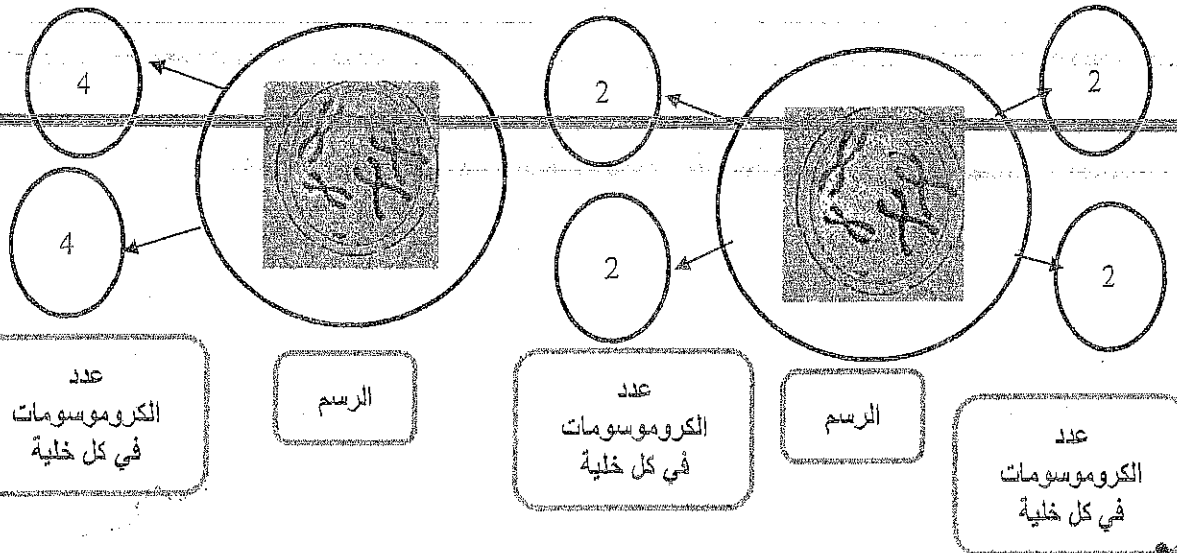 2
2
4
2
2
4
الرسم
عدد
الكروموسومات
في كل خلية
الرسم
عدد
الكروموسومات
في كل خلية
عدد
الكروموسومات
في كل خلية